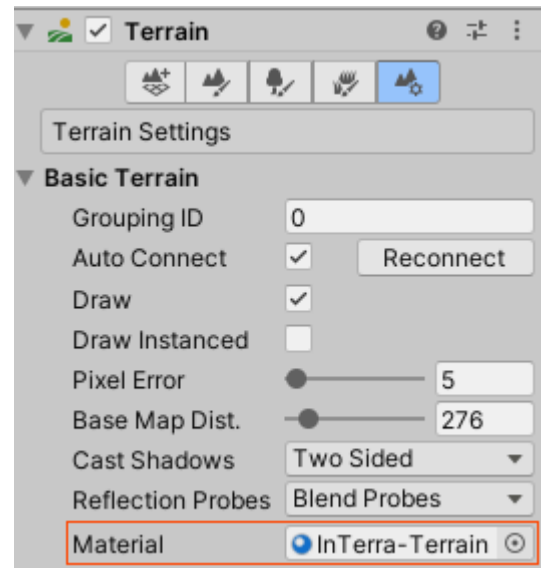 Terrain
Terrain Settings
Basic Terrain
Grouping ID 0
Auto Connect Reconnect
Draw
Draw Instanced
Pixel Error 5
Base Map Dist. 276
Cast Shadows Two Sided
Reflection Probes Blend Probes
Material InTerra-Terrain